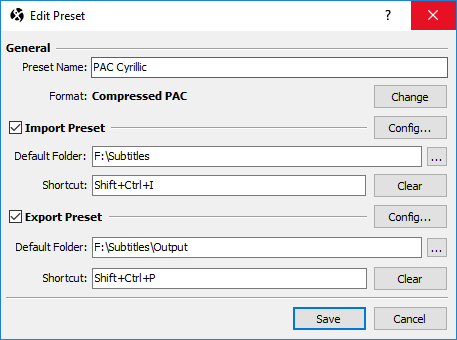 Edit Preset
General
Preset Name: PAC Cyrillic
Format: Compressed PAC Change
Import Preset Config...
Default Folder: F:\Subtitles ...
Shortcut: Shift+Ctrl+I Clear
Export Preset Config...
Default Folder: F:\Subtitles\Output ...
Shortcut: Shift+Ctrl+P Clear
Save Cancel